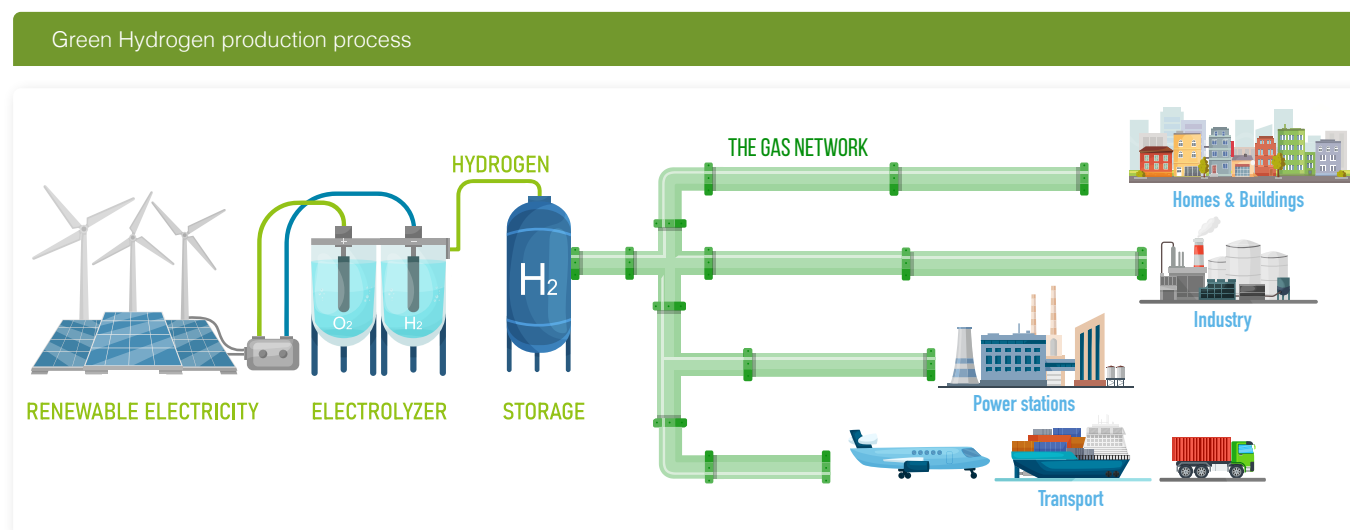 Green Hydrogen production process
THE GAS NETWORK
HYDROGEN
Homes & Buildings
+
−
H2
O2
H2
Industry
Power stations
RENEWABLE ELECTRICITY
ELECTROLYZER
STORAGE
Transport